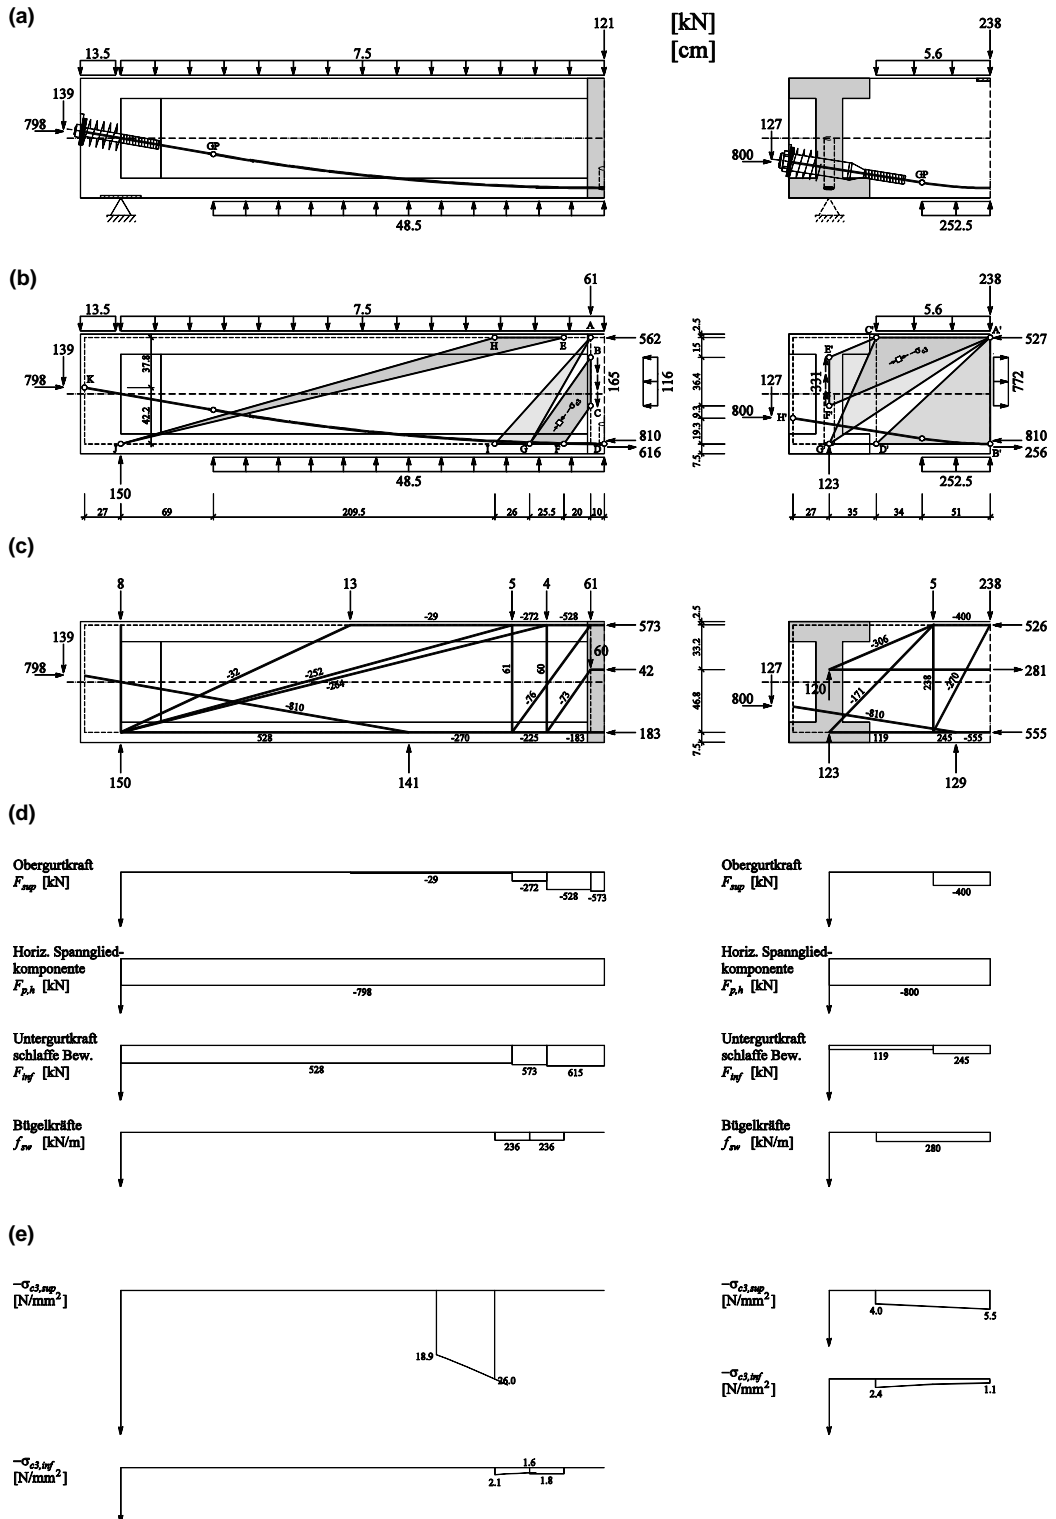 (a)
121
[kN]
[cm]
238
13.5
7.5
5.6
139
798
GP
127
800
GP
48.5
252.5
(b)
61
238
13.5
7.5
5.6
139
798
K
37.8
42.2
H
E
A
B
C
165
116
562
J
I
G
F
D
810
616
48.5
150
27
69
209.5
26
25.5
20
10
2.5
15
36.4
9.3
19.3
7.5
C'
A'
527
E'
331
F'
127
800
H'
772
G'
D'
B'
810
256
252.5
123
27
35
34
51
(c)
8
13
5
4
61
5
238
139
798
-29
-272
-528
573
60
42
-32
-252
-264
61
60
-76
-73
-810
528
-270
-225
-183
183
150
141
2.5
33.2
46.8
7.5
-400
526
-306
281
127
800
120
-171
238
-270
-810
119
245
-555
555
123
129
(d)
Obergurtkraft
F_sup [kN]
-29
-272
-528
-573
Obergurtkraft
F_sup [kN]
-400
Horiz. Spannglied-
komponente
F_p,h [kN]
-798
Horiz. Spannglied-
komponente
F_p,h [kN]
-800
Untergurtkraft
schlaffe Bew.
F_inf [kN]
528
573
615
Untergurtkraft
schlaffe Bew.
F_inf [kN]
119
245
Bügelkräfte
f_sw [kN/m]
236
236
Bügelkräfte
f_sw [kN/m]
280
(e)
−σ_c3,sup
[N/mm²]
18.9
26.0
−σ_c3,sup
[N/mm²]
4.0
5.5
−σ_c3,inf
[N/mm²]
2.4
1.1
−σ_c3,inf
[N/mm²]
2.1
1.6
1.8